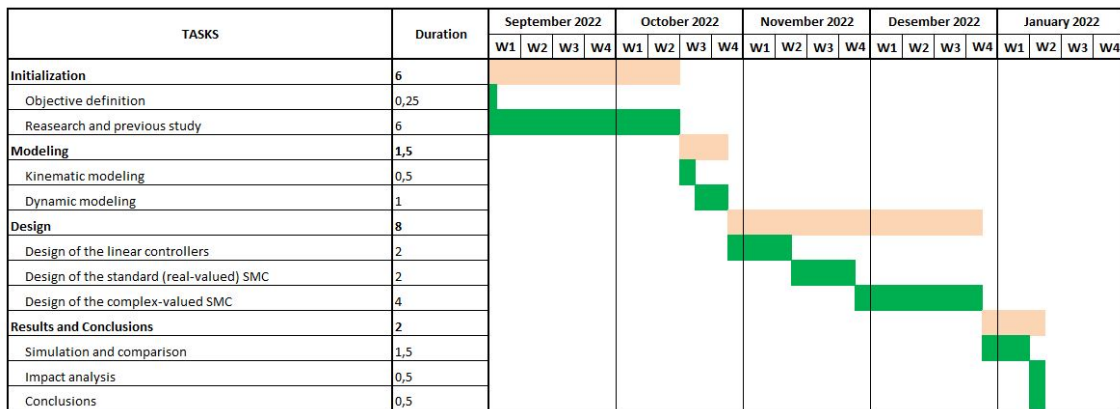 TASKS Duration September 2022 October 2022 November 2022 Desember 2022 January 2022
W1 W2 W3 W4 W1 W2 W3 W4 W1 W2 W3 W4 W1 W2 W3 W4 W1 W2 W3 W4
Initialization 6
Objective definition 0,25
Reasearch and previous study 6
Modeling 1,5
Kinematic modeling 0,5
Dynamic modeling 1
Design 8
Design of the linear controllers 2
Design of the standard (real-valued) SMC 2
Design of the complex-valued SMC 4
Results and Conclusions 2
Simulation and comparison 1,5
Impact analysis 0,5
Conclusions 0,5